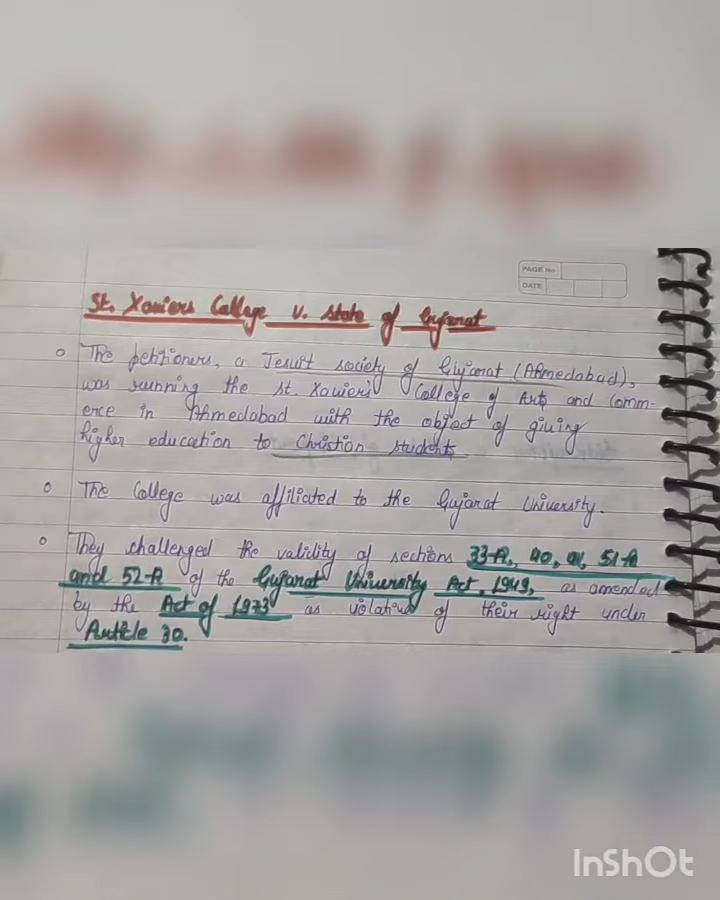 PAGE No
DATE
St. Xaviers College v. State of Gujarat
The petitioners, a Jesuit society of Gujarat (Ahmedabad),
was running the St. Xavier's College of Arts and Comm-
erce in Ahmedabad with the object of giving
higher education to Christian students
The College was affiliated to the Gujarat University.
They challenged the validity of sections 33-A, 40, 41, 51-A
and 52-A of the Gujarat University Act, 1949, as amended
by the Act of 1973 as violative of their right under
Article 30.
InShOt